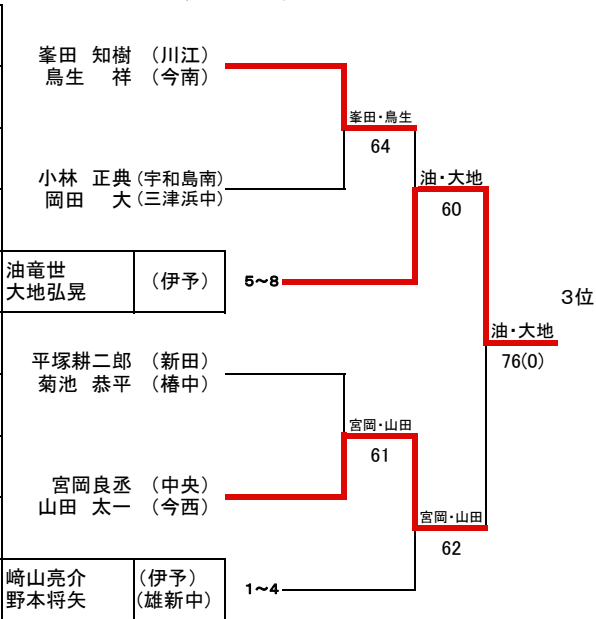 峯田 知樹 (川江)
鳥生 祥 (今南)
峯田・鳥生
64
小林 正典 (宇和島南)
岡田 大 (三津浜中)
油・大地
60
油竜世
大地弘晃
(伊予)
5~8
3位
油・大地
76(0)
平塚耕二郎 (新田)
菊池 恭平 (椿中)
宮岡・山田
61
宮岡良丞 (中央)
山田 太一 (今西)
宮岡・山田
62
﨑山亮介 (伊予)
野本将矢 (雄新中)
1~4